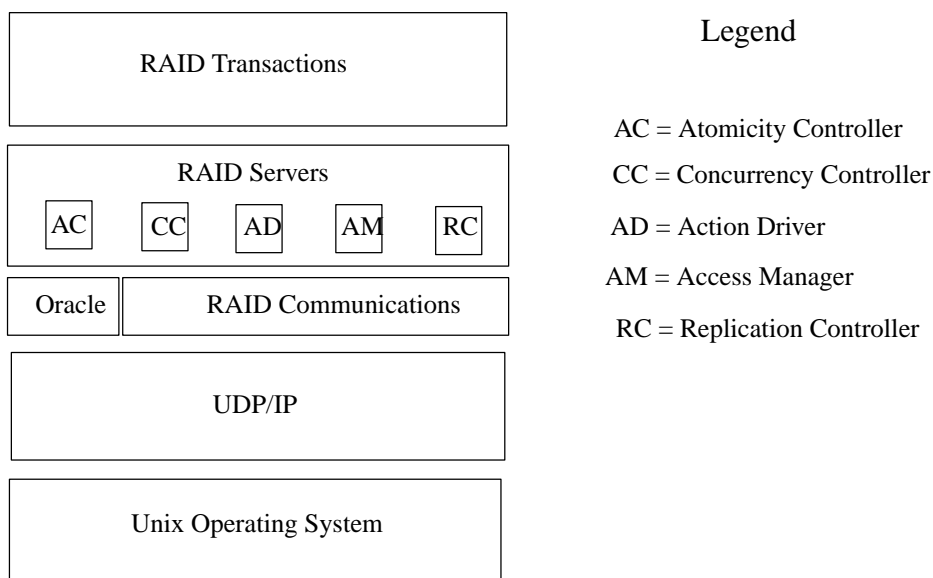 RAID Transactions
RAID Servers
AC CC AD AM RC
Oracle RAID Communications
UDP/IP
Unix Operating System
Legend
AC = Atomicity Controller
CC = Concurrency Controller
AD = Action Driver
AM = Access Manager
RC = Replication Controller